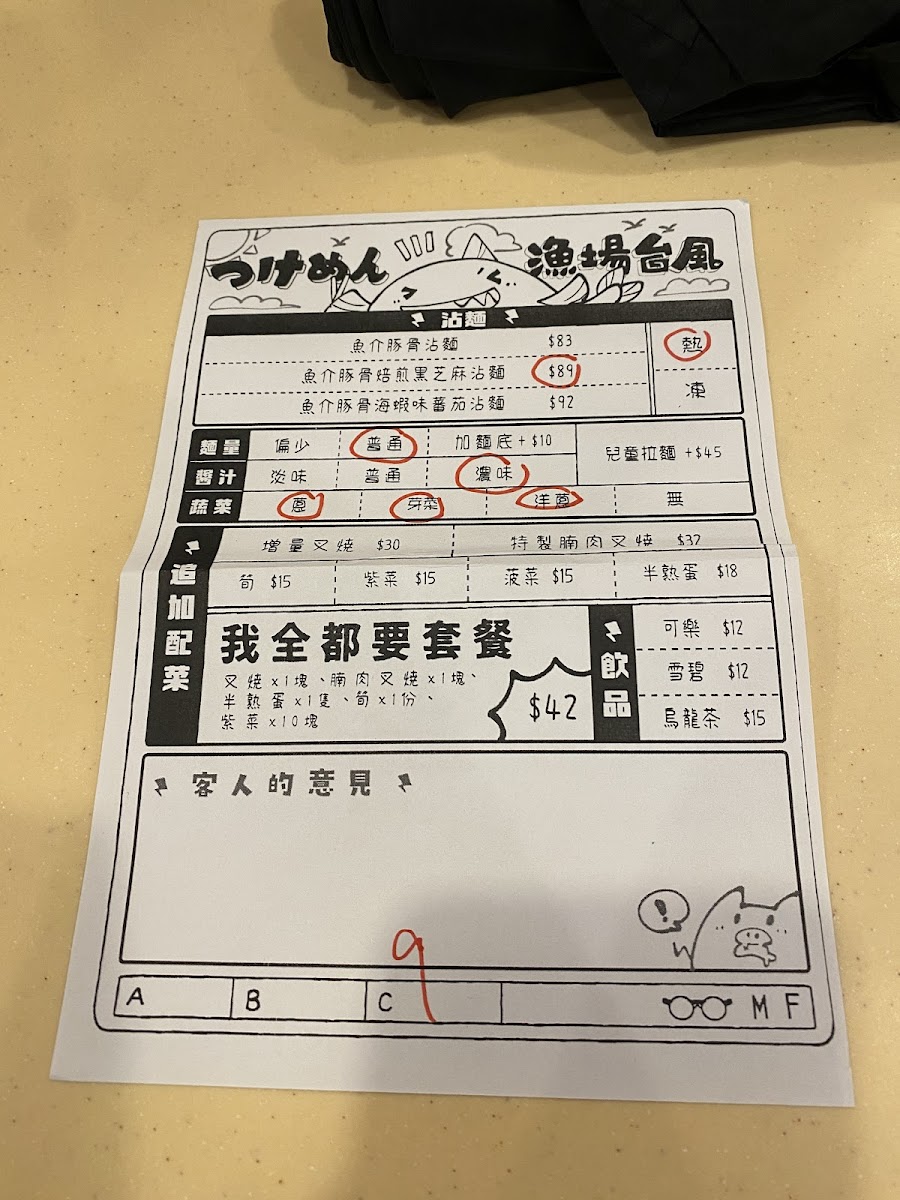 つけめん 漁場台風
沾麵
魚介豚骨沾麵 $83 熱
魚介豚骨焙煎黑芝麻沾麵 $89
魚介豚骨海蝦味蕃茄沾麵 $92 凍
麵量 偏少 普通 加麵底+$10 兒童拉麵+$45
醬汁 淡味 普通 濃味
蔬菜 蔥 芽菜 洋蔥 無
追加配菜
增量叉燒 $30 特製腩肉叉燒 $32
筍 $15 紫菜 $15 菠菜 $15 半熟蛋 $18
我全都要套餐
叉燒x1塊、腩肉叉燒x1塊、
半熟蛋x1隻、筍x1份、
紫菜x10塊
$42
飲品
可樂 $12
雪碧 $12
烏龍茶 $15
客人的意見
!
9
A B C M F